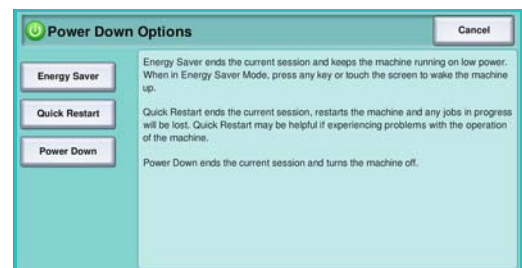 Power Down Options
Cancel
Energy Saver
Quick Restart
Power Down
Energy Saver ends the current session and keeps the machine running on low power.
When in Energy Saver Mode, press any key or touch the screen to wake the machine
up.
Quick Restart ends the current session, restarts the machine and any jobs in progress
will be lost. Quick Restart may be helpful if experiencing problems with the operation
of the machine.
Power Down ends the current session and turns the machine off.